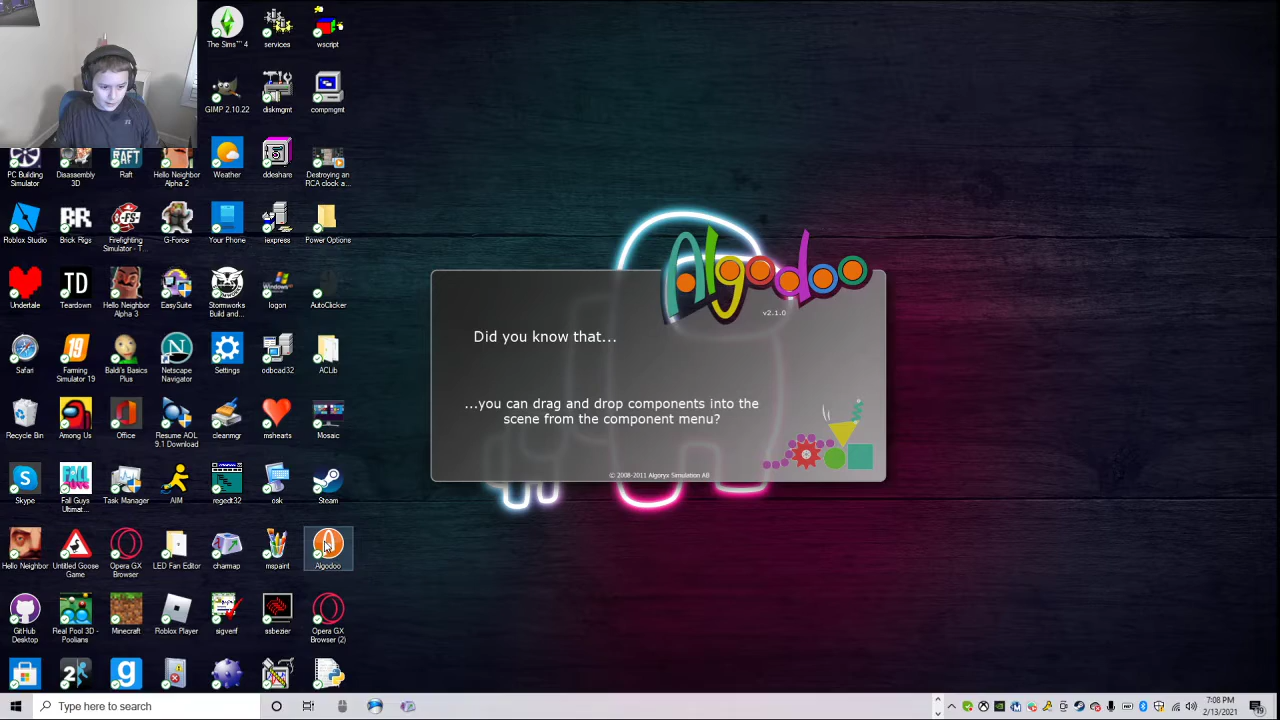 The Sims™ 4
services
wscript
GIMP 2.10.22
diskmgmt
compmgmt
PC Building
Simulator
Disassembly
3D
RAFT
Raft
Hello Neighbor
Alpha 2
Weather
ddeshare
Destroying an
RCA clock a...
Roblox Studio
BR
Brick Rigs
Firefighting
Simulator - T...
G-Force
Your Phone
iexpress
Power Options
Undertale
TD
Teardown
Hello Neighbor
Alpha 3
EasySuite
Stormworks
Build and...
logon
AutoClicker
Safari
19
Farming
Simulator 19
Baldi's Basics
Plus
N
Netscape
Navigator
Settings
odbcad32
ACLib
Recycle Bin
Among Us
Office
Resume AOL
9.1 Download
cleanmgr
mshearts
Mosaic
Skype
Fall Guys
Ultimat...
Task Manager
AIM
regedt32
osk
Steam
Hello Neighbor
Untitled Goose
Game
Opera GX
Browser
LED Fan Editor
charmap
mspaint
Algodoo
GitHub
Desktop
Real Pool 3D -
Poolians
Minecraft
Roblox Player
sigverif
ssbezier
Opera GX
Browser (2)
Algodoo
v2.1.0
Did you know that...
...you can drag and drop components into the
scene from the component menu?
© 2008-2011 Algoryx Simulation AB
Type here to search
7:08 PM
2/13/2021
19